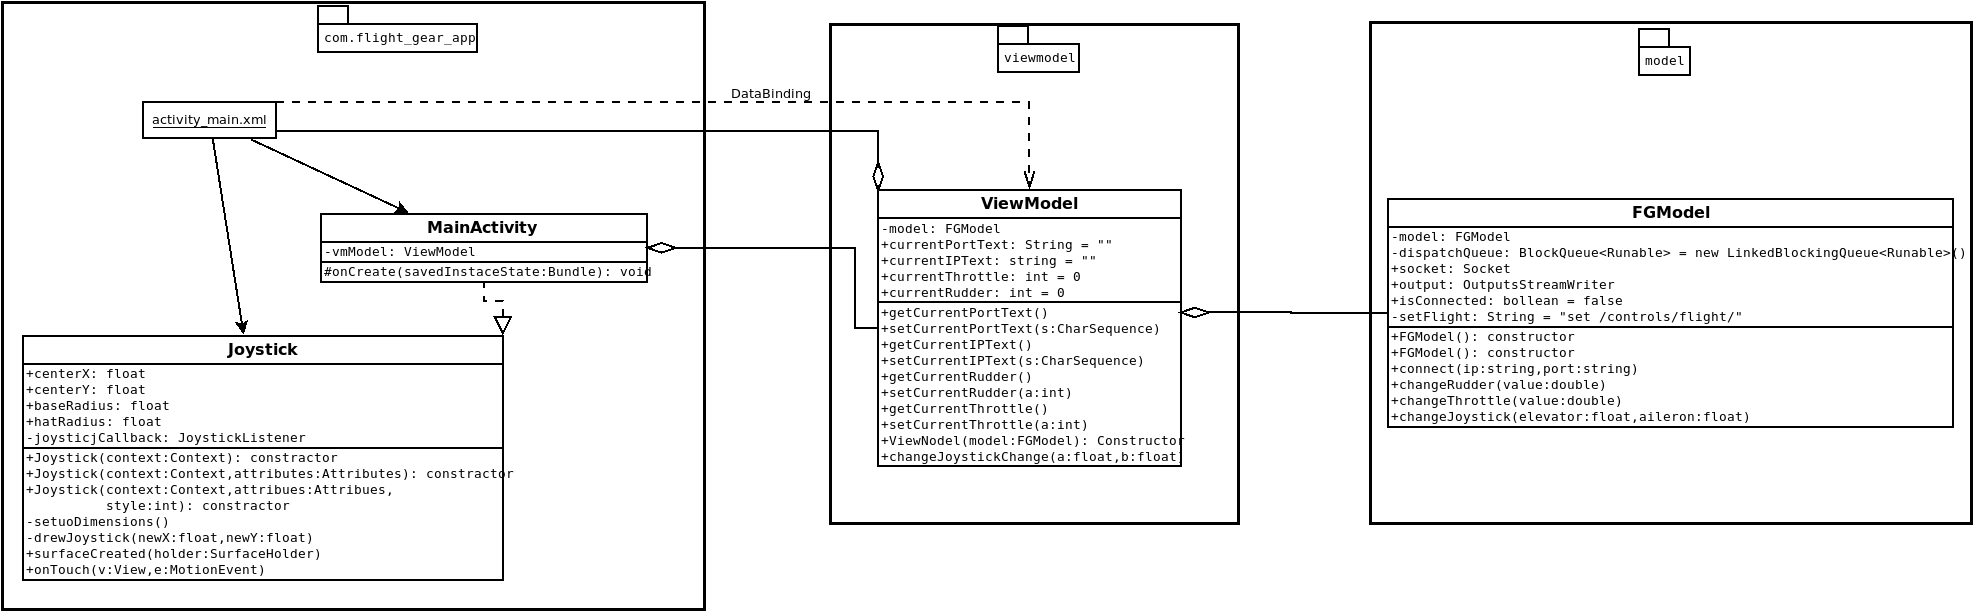 com.flight_gear_app
activity_main.xml
MainActivity
-vmModel: ViewModel
#onCreate(savedInstaceState:Bundle): void
Joystick
+centerX: float
+centerY: float
+baseRadius: float
+hatRadius: float
-joysticjCallback: JoystickListener
+Joystick(context:Context): constractor
+Joystick(context:Context,attributes:Attributes): constractor
+Joystick(context:Context,attribues:Attribues,
style:int): constractor
-setuoDimensions()
-drewJoystick(newX:float,newY:float)
+surfaceCreated(holder:SurfaceHolder)
+onTouch(v:View,e:MotionEvent)
DataBinding
viewmodel
ViewModel
-model: FGModel
+currentPortText: String = ""
+currentIPText: string = ""
+currentThrottle: int = 0
+currentRudder: int = 0
+getCurrentPortText()
+setCurrentPortText(s:CharSequence)
+getCurrentIPText()
+setCurrentIPText(s:CharSequence)
+getCurrentRudder()
+setCurrentRudder(a:int)
+getCurrentThrottle()
+setCurrentThrottle(a:int)
+ViewNodel(model:FGModel): Constructor
+changeJoystickChange(a:float,b:float)
model
FGModel
-model: FGModel
-dispatchQueue: BlockQueue<Runable> = new LinkedBlockingQueue<Runable>()
+socket: Socket
+output: OutputsStreamWriter
+isConnected: bollean = false
-setFlight: String = "set /controls/flight/"
+FGModel(): constructor
+FGModel(): constructor
+connect(ip:string,port:string)
+changeRudder(value:double)
+changeThrottle(value:double)
+changeJoystick(elevator:float,aileron:float)